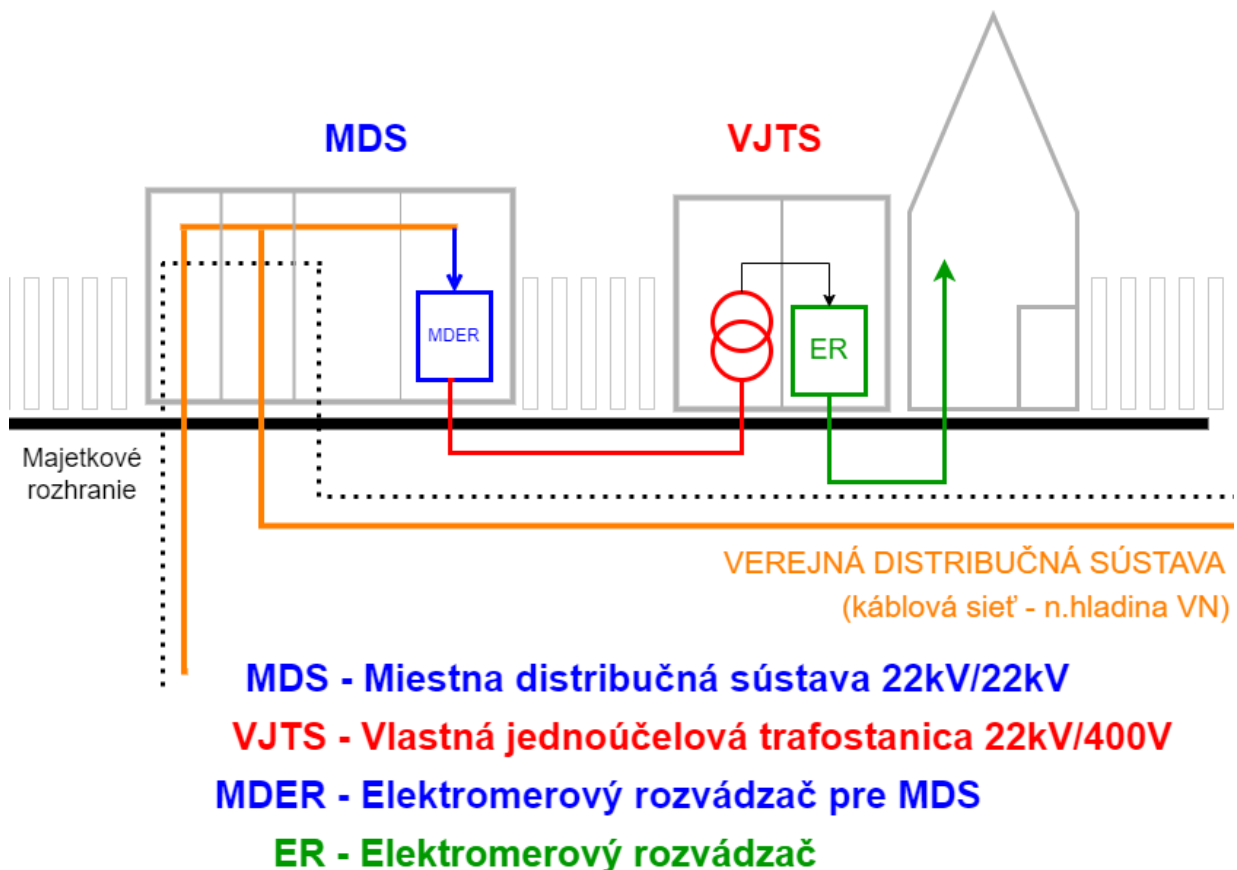 MDS
VJTS
MDER
ER
Majetkové
rozhranie
VEREJNÁ DISTRIBUČNÁ SÚSTAVA
(káblová sieť - n.hladina VN)
MDS - Miestna distribučná sústava 22kV/22kV
VJTS - Vlastná jednoúčelová trafostanica 22kV/400V
MDER - Elektromerový rozvádzač pre MDS
ER - Elektromerový rozvádzač